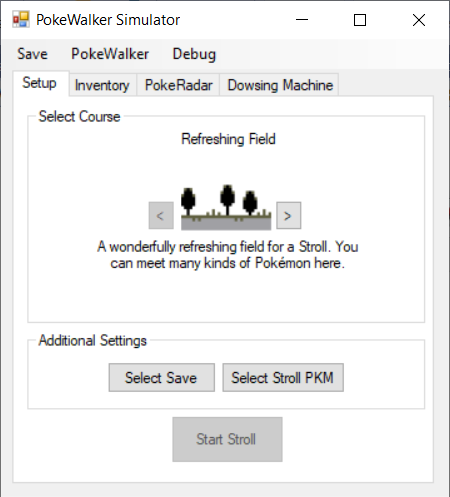 PokeWalker Simulator
Save PokeWalker Debug
Setup Inventory PokeRadar Dowsing Machine
Select Course
Refreshing Field
< >
A wonderfully refreshing field for a Stroll. You
can meet many kinds of Pokémon here.
Additional Settings
Select Save Select Stroll PKM
Start Stroll